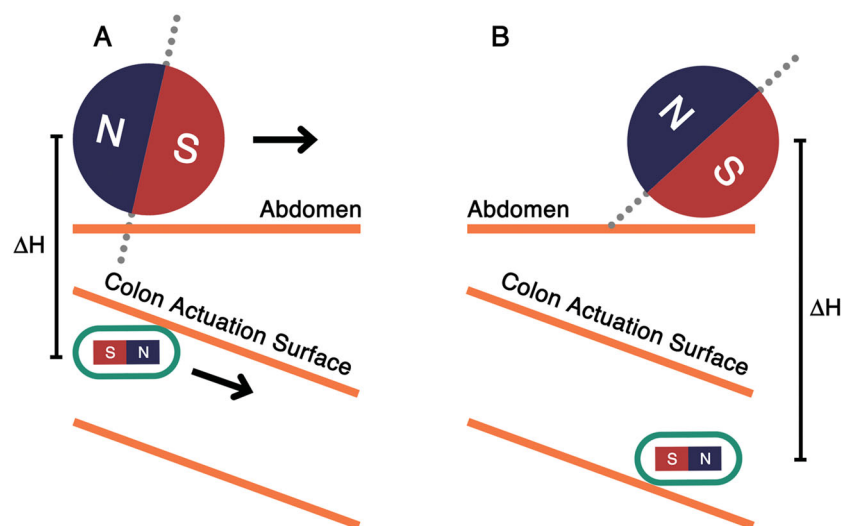 A
B
N
S
N
S
Abdomen
Abdomen
ΔH
Colon Actuation Surface
Colon Actuation Surface
ΔH
S N
S N